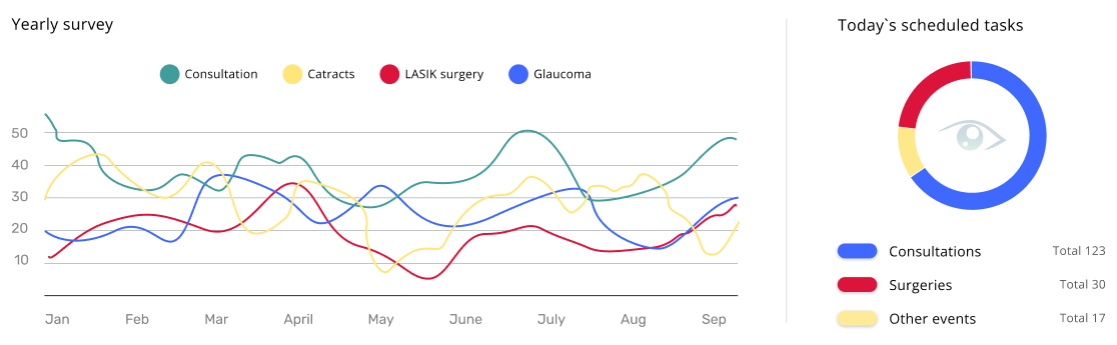 Yearly survey
Consultation
Catracts
LASIK surgery
Glaucoma
50
40
30
20
10
Jan
Feb
Mar
April
May
June
July
Aug
Sep
Today`s scheduled tasks
Consultations Total 123
Surgeries Total 30
Other events Total 17